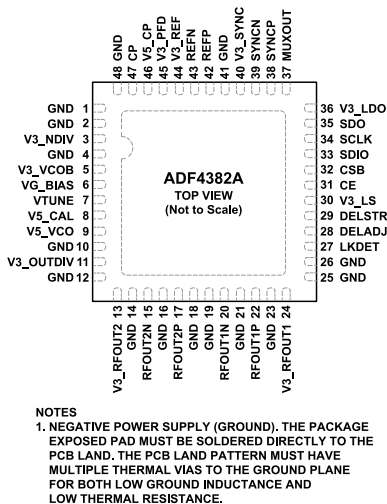 48 GND
47 CP
46 V5_CP
45 V3_PFD
44 V3_REF
43 REFN
42 REFP
41 GND
40 V3_SYNC
39 SYNCN
38 SYNCP
37 MUXOUT
GND 1
GND 2
V3_NDIV 3
GND 4
V3_VCOB 5
VG_BIAS 6
VTUNE 7
V5_CAL 8
V5_VCO 9
GND 10
V3_OUTDIV 11
GND 12
ADF4382A
TOP VIEW
(Not to Scale)
36 V3_LDO
35 SDO
34 SCLK
33 SDIO
32 CSB
31 CE
30 V3_LS
29 DELSTR
28 DELADJ
27 LKDET
26 GND
25 GND
V3_RFOUT2 13
GND 14
RFOUT2N 15
GND 16
RFOUT2P 17
GND 18
GND 19
RFOUT1N 20
GND 21
RFOUT1P 22
GND 23
V3_RFOUT1 24
NOTES
1. NEGATIVE POWER SUPPLY (GROUND). THE PACKAGE
EXPOSED PAD MUST BE SOLDERED DIRECTLY TO THE
PCB LAND. THE PCB LAND PATTERN MUST HAVE
MULTIPLE THERMAL VIAS TO THE GROUND PLANE
FOR BOTH LOW GROUND INDUCTANCE AND
LOW THERMAL RESISTANCE.